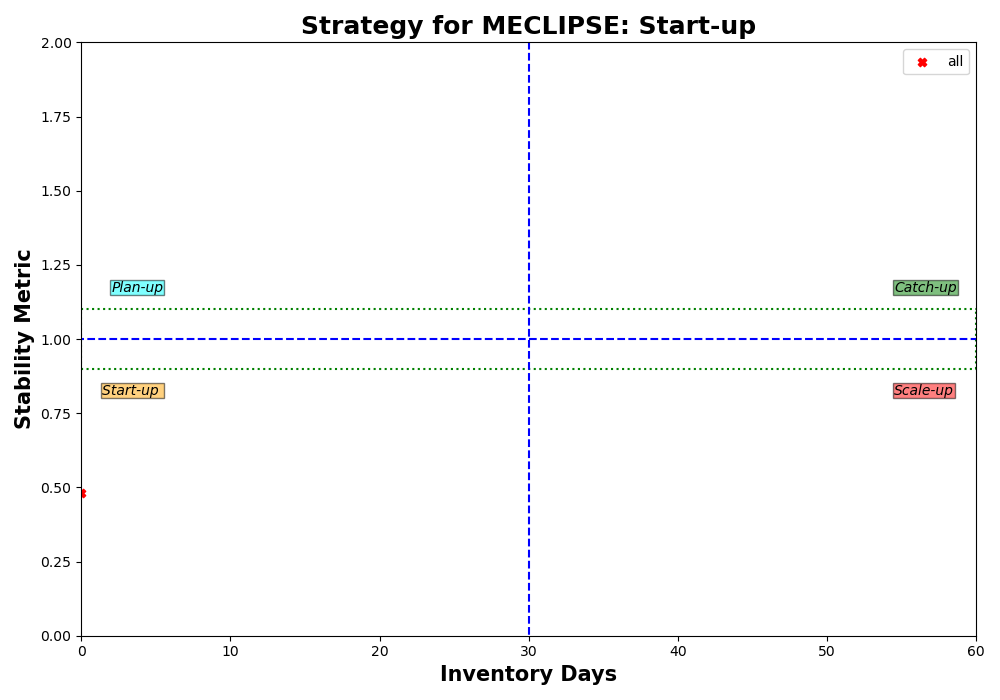 Strategy for MECLIPSE: Start-up
all
Stability Metric
2.00
1.75
1.50
1.25
1.00
0.75
0.50
0.25
0.00
Plan-up
Catch-up
Start-up
Scale-up
0
10
20
30
40
50
60
Inventory Days